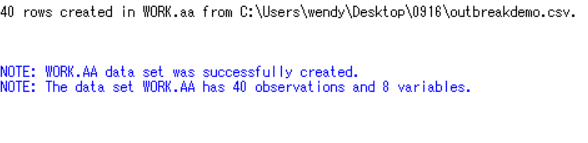 40 rows created in WORK.aa from C:\Users\wendy\Desktop\0916\outbreakdemo.csv.
NOTE: WORK.AA data set was successfully created.
NOTE: The data set WORK.AA has 40 observations and 8 variables.